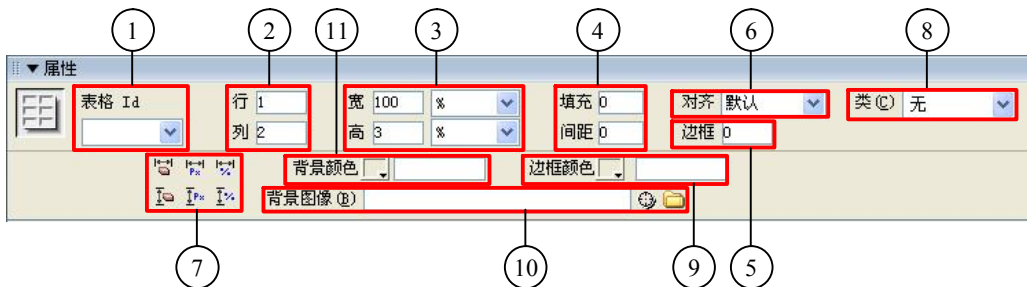 1 2 11 3 4 6 8
▼属性
表格 Id 行 1 宽 100 % 填充 0 对齐 默认 类(C) 无
列 2 高 3 % 间距 0 边框 0
Px % 背景颜色 边框颜色
Px % 背景图像(B)
7 10 9 5